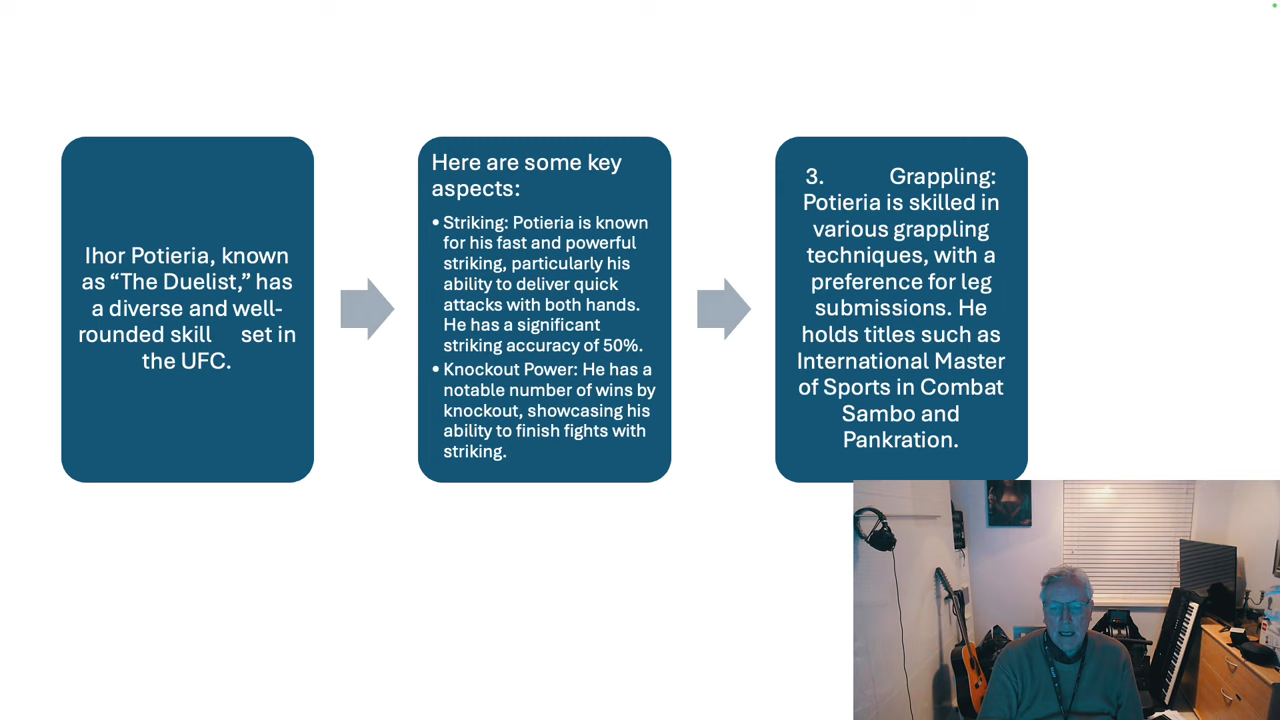 Ihor Potieria, known
as “The Duelist,” has
a diverse and well-
rounded skill set in
the UFC.
Here are some key
aspects:
• Striking: Potieria is known
for his fast and powerful
striking, particularly his
ability to deliver quick
attacks with both hands.
He has a significant
striking accuracy of 50%.
• Knockout Power: He has a
notable number of wins by
knockout, showcasing his
ability to finish fights with
striking.
3. Grappling:
Potieria is skilled in
various grappling
techniques, with a
preference for leg
submissions. He
holds titles such as
International Master
of Sports in Combat
Sambo and
Pankration.